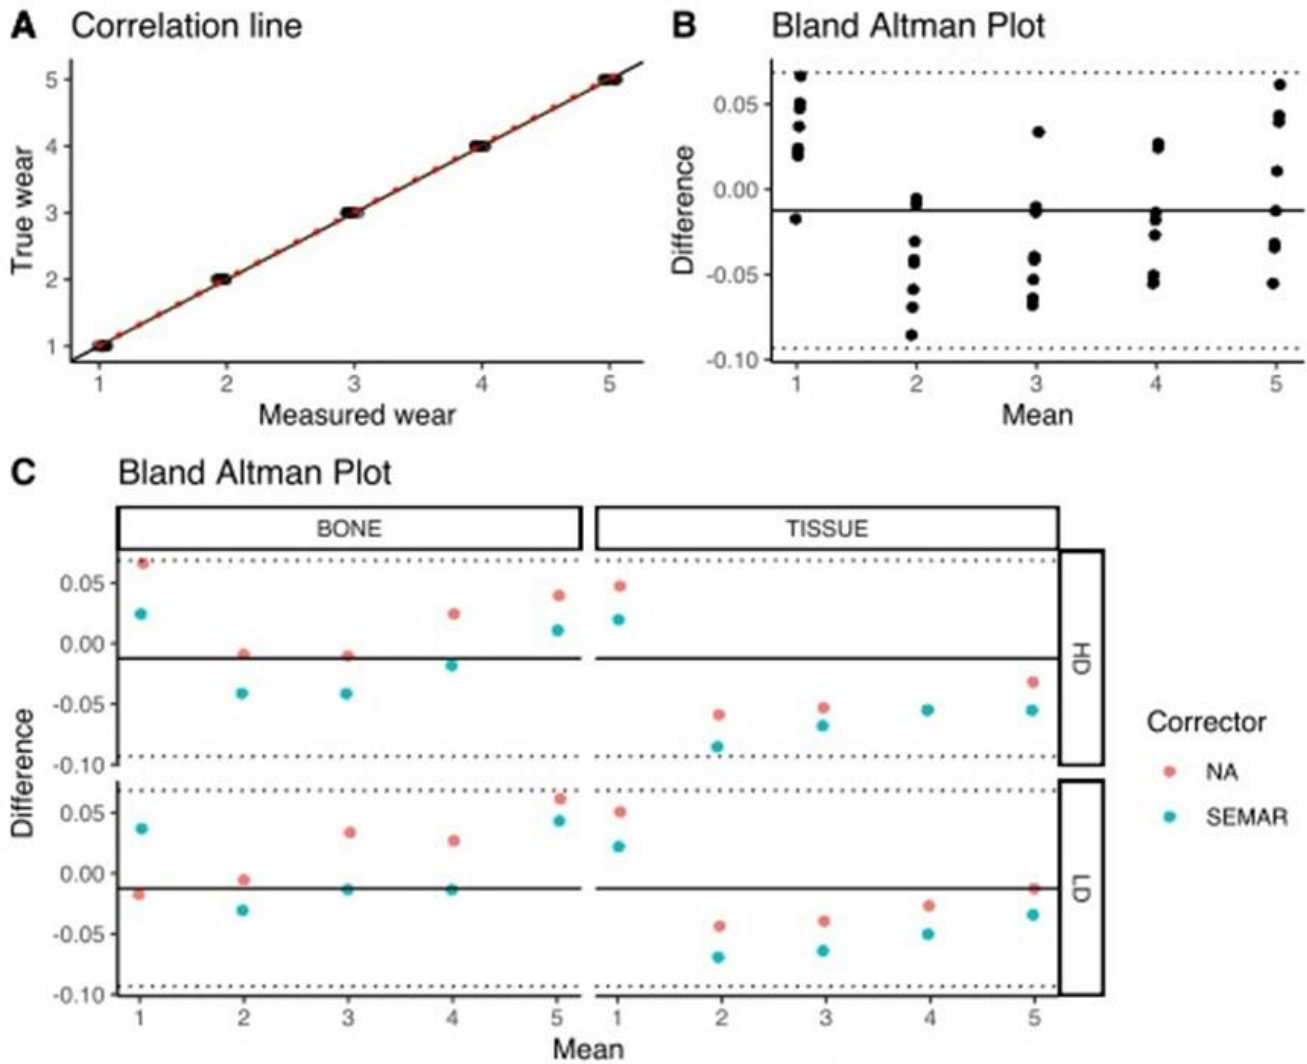 A Correlation line
5
4
3
2
1
True wear
1 2 3 4 5
Measured wear
B Bland Altman Plot
0.05
0.00
-0.05
-0.10
Difference
1 2 3 4 5
Mean
C Bland Altman Plot
BONE TISSUE
0.05
0.00
-0.05
-0.10
HD
0.05
0.00
-0.05
-0.10
LD
Difference
1 2 3 4 5 1 2 3 4 5
Mean
Corrector
NA
SEMAR